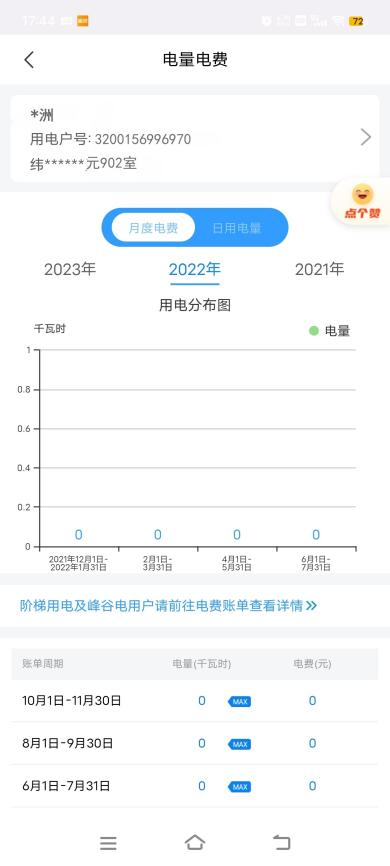 17:44
72
电量电费
*洲
用电户号: 3200156996970
纬******元902室
点个赞
月度电费 日用电量
2023年 2022年 2021年
用电分布图
千瓦时 电量
1
0.8
0.6
0.4
0.2
0
0 0 0 0
2021年12月1日- 2月1日- 4月1日- 6月1日-
2022年1月31日 3月31日 5月31日 7月31日
阶梯用电及峰谷电用户请前往电费账单查看详情
账单周期 电量(千瓦时) 电费(元)
10月1日-11月30日 0 MAX 0
8月1日-9月30日 0 MAX 0
6月1日-7月31日 0 MAX 0